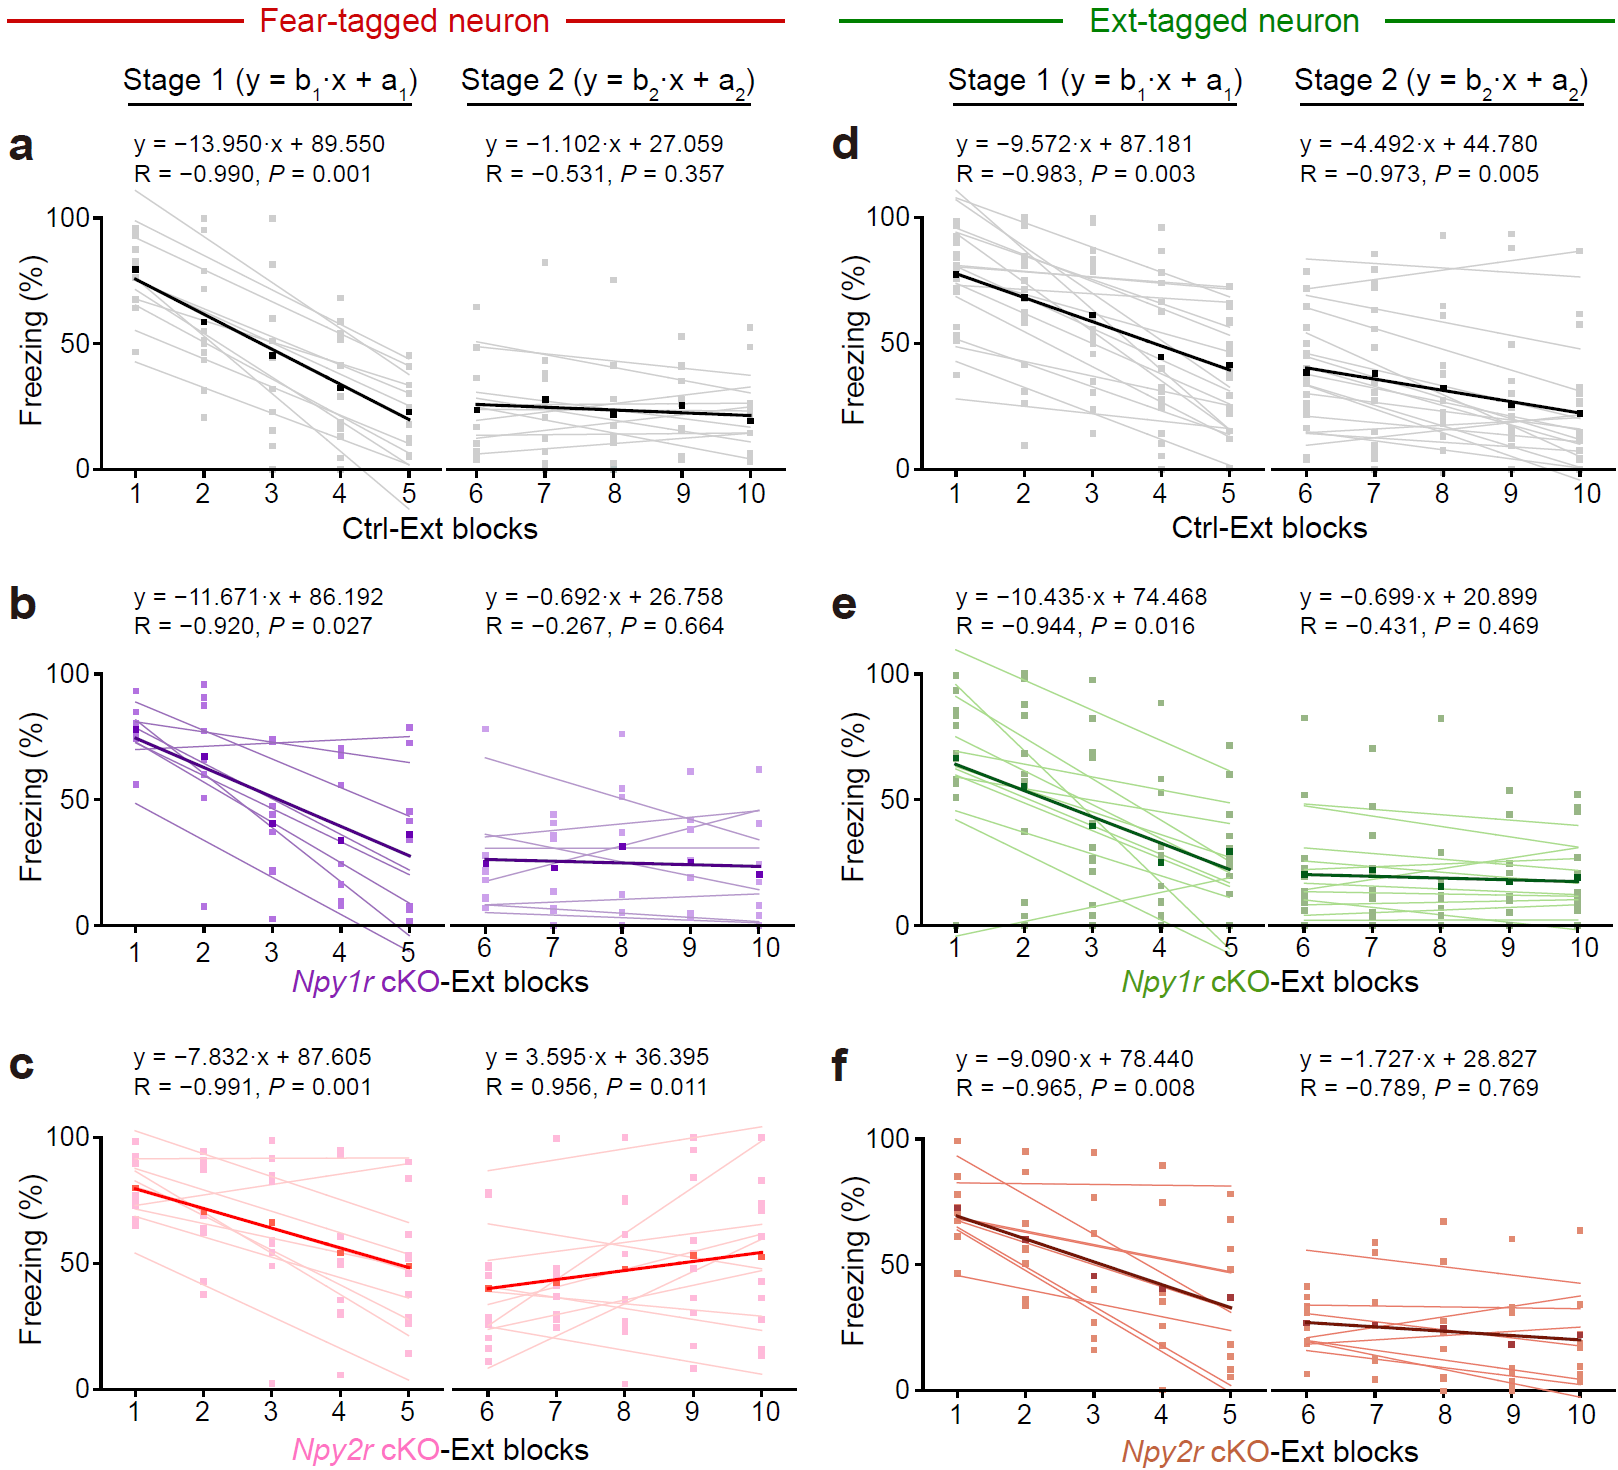 Fear-tagged neuron
Ext-tagged neuron
Stage 1 (y = b₁·x + a₁)
Stage 2 (y = b₂·x + a₂)
Stage 1 (y = b₁·x + a₁)
Stage 2 (y = b₂·x + a₂)
a
y = −13.950·x + 89.550
R = −0.990, P = 0.001
y = −1.102·x + 27.059
R = −0.531, P = 0.357
Freezing (%)
100
50
0
1 2 3 4 5
6 7 8 9 10
Ctrl-Ext blocks
d
y = −9.572·x + 87.181
R = −0.983, P = 0.003
y = −4.492·x + 44.780
R = −0.973, P = 0.005
Freezing (%)
100
50
0
1 2 3 4 5
6 7 8 9 10
Ctrl-Ext blocks
b
y = −11.671·x + 86.192
R = −0.920, P = 0.027
y = −0.692·x + 26.758
R = −0.267, P = 0.664
Freezing (%)
100
50
0
1 2 3 4 5
6 7 8 9 10
Npy1r cKO-Ext blocks
e
y = −10.435·x + 74.468
R = −0.944, P = 0.016
y = −0.699·x + 20.899
R = −0.431, P = 0.469
Freezing (%)
100
50
0
1 2 3 4 5
6 7 8 9 10
Npy1r cKO-Ext blocks
c
y = −7.832·x + 87.605
R = −0.991, P = 0.001
y = 3.595·x + 36.395
R = 0.956, P = 0.011
Freezing (%)
100
50
0
1 2 3 4 5
6 7 8 9 10
Npy2r cKO-Ext blocks
f
y = −9.090·x + 78.440
R = −0.965, P = 0.008
y = −1.727·x + 28.827
R = −0.789, P = 0.769
Freezing (%)
100
50
0
1 2 3 4 5
6 7 8 9 10
Npy2r cKO-Ext blocks